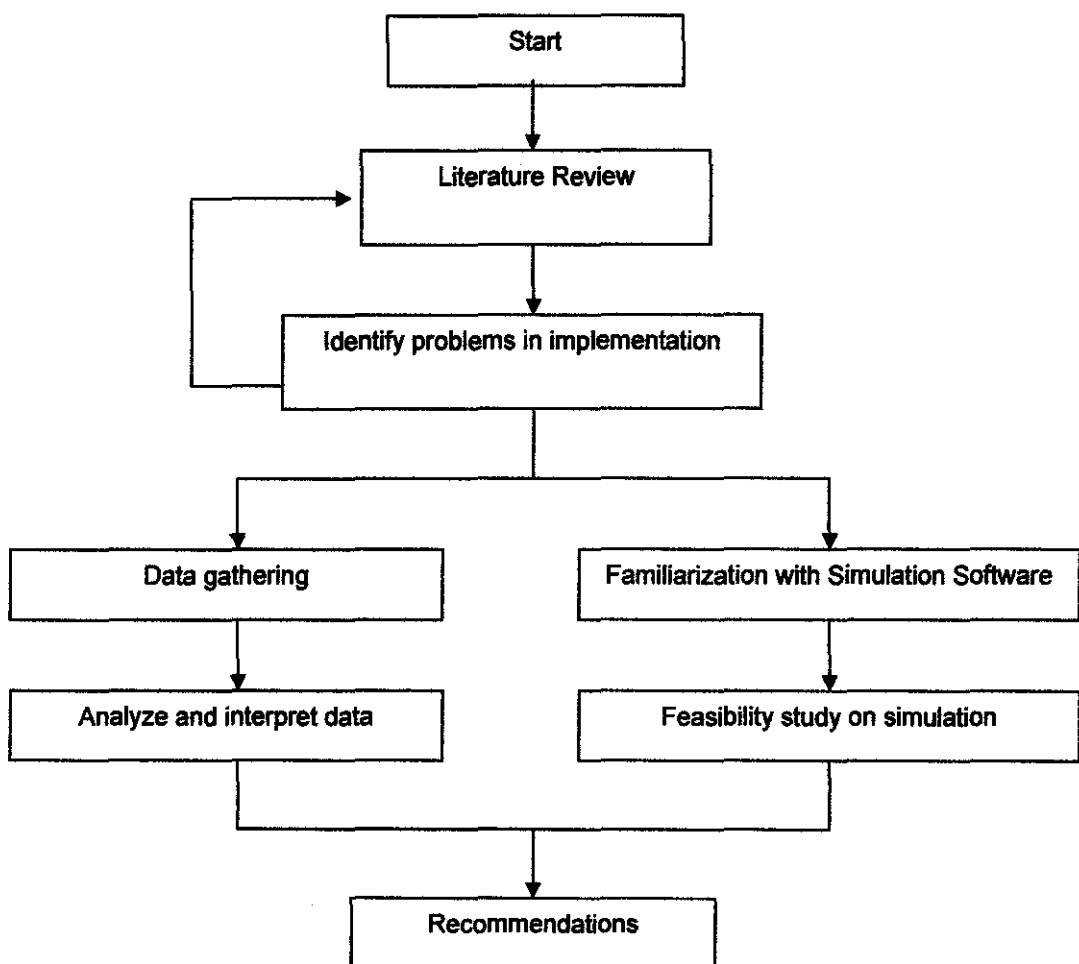 Start
Literature Review
Identify problems in implementation
Data gathering
Familiarization with Simulation Software
Analyze and interpret data
Feasibility study on simulation
Recommendations